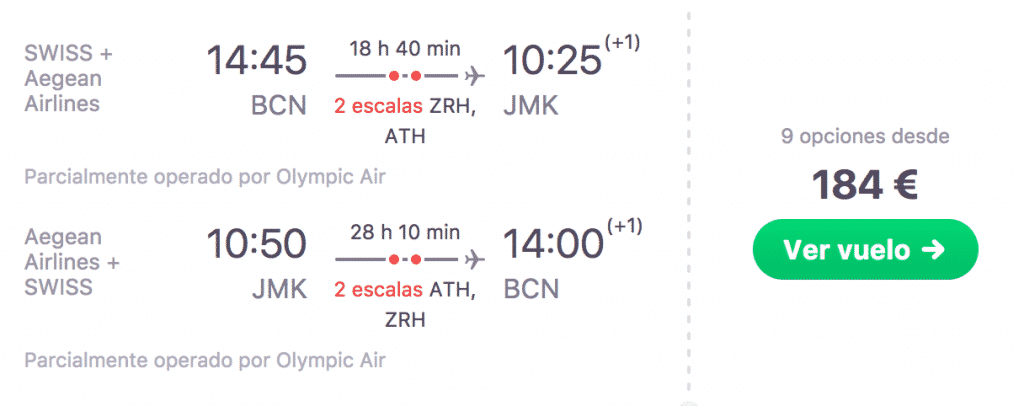 SWISS +
Aegean
Airlines
14:45
BCN
18 h 40 min
2 escalas ZRH,
ATH
10:25(+1)
JMK
Parcialmente operado por Olympic Air
Aegean
Airlines +
SWISS
10:50
JMK
28 h 10 min
2 escalas ATH,
ZRH
14:00(+1)
BCN
Parcialmente operado por Olympic Air
9 opciones desde
184 €
Ver vuelo →